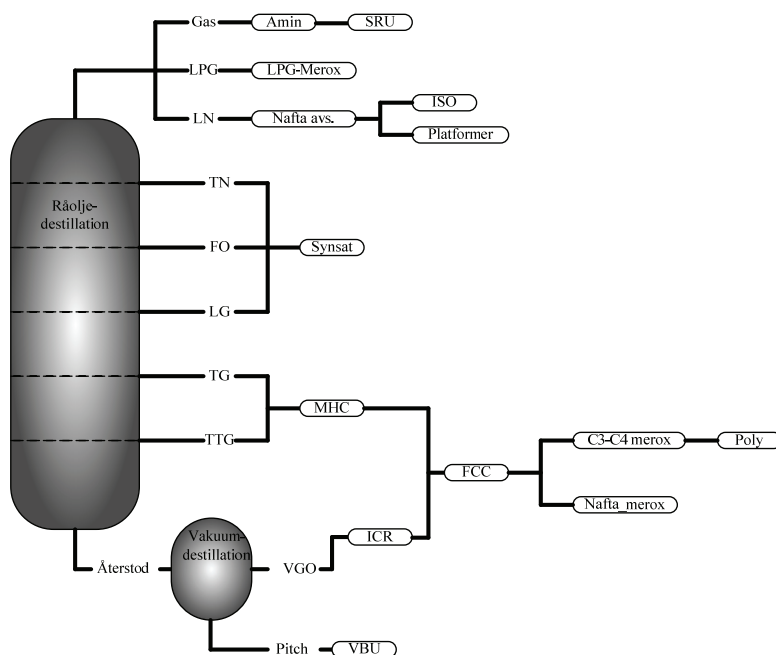 Gas
Amin
SRU
LPG
LPG-Merox
LN
Nafta avs.
ISO
Platformer
Råolje-
destillation
TN
FO
Synsat
LG
TG
MHC
TTG
FCC
C3-C4 merox
Poly
Nafta_merox
Återstod
Vakuum-
destillation
VGO
ICR
Pitch
VBU